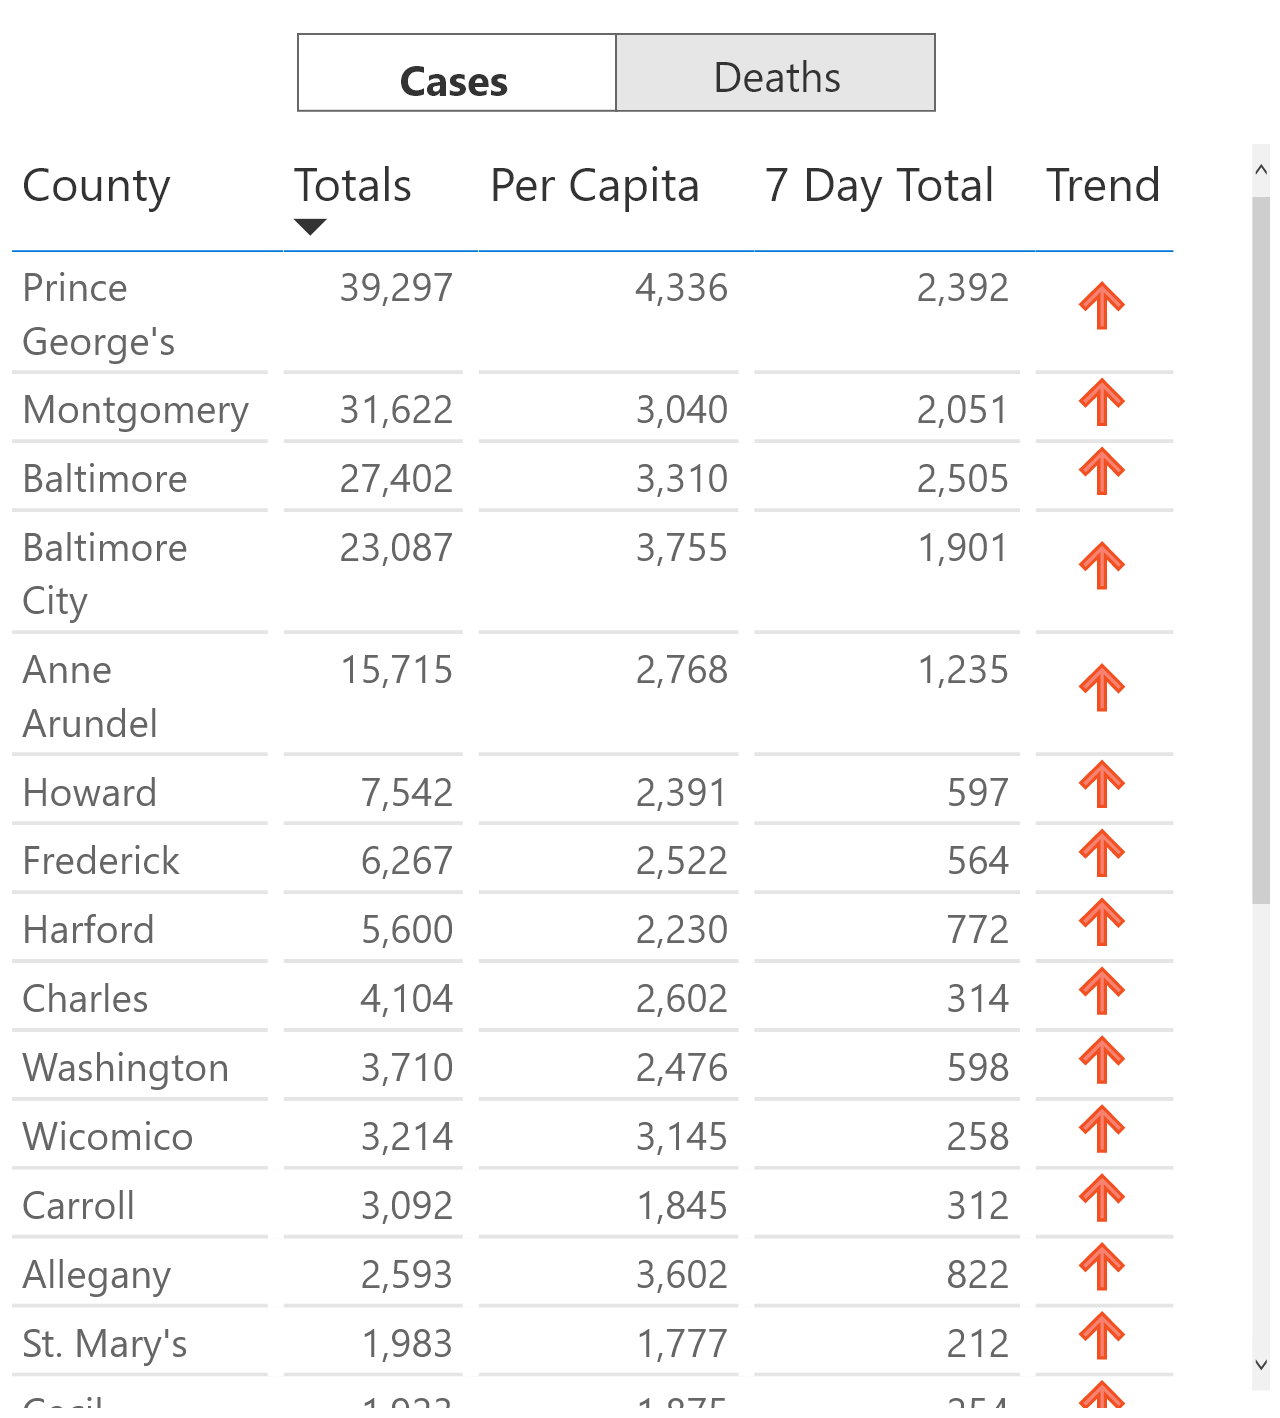 Cases Deaths
County Totals Per Capita 7 Day Total Trend
Prince 39,297 4,336 2,392
George's
Montgomery 31,622 3,040 2,051
Baltimore 27,402 3,310 2,505
Baltimore 23,087 3,755 1,901
City
Anne 15,715 2,768 1,235
Arundel
Howard 7,542 2,391 597
Frederick 6,267 2,522 564
Harford 5,600 2,230 772
Charles 4,104 2,602 314
Washington 3,710 2,476 598
Wicomico 3,214 3,145 258
Carroll 3,092 1,845 312
Allegany 2,593 3,602 822
St. Mary's 1,983 1,777 212
Cecil